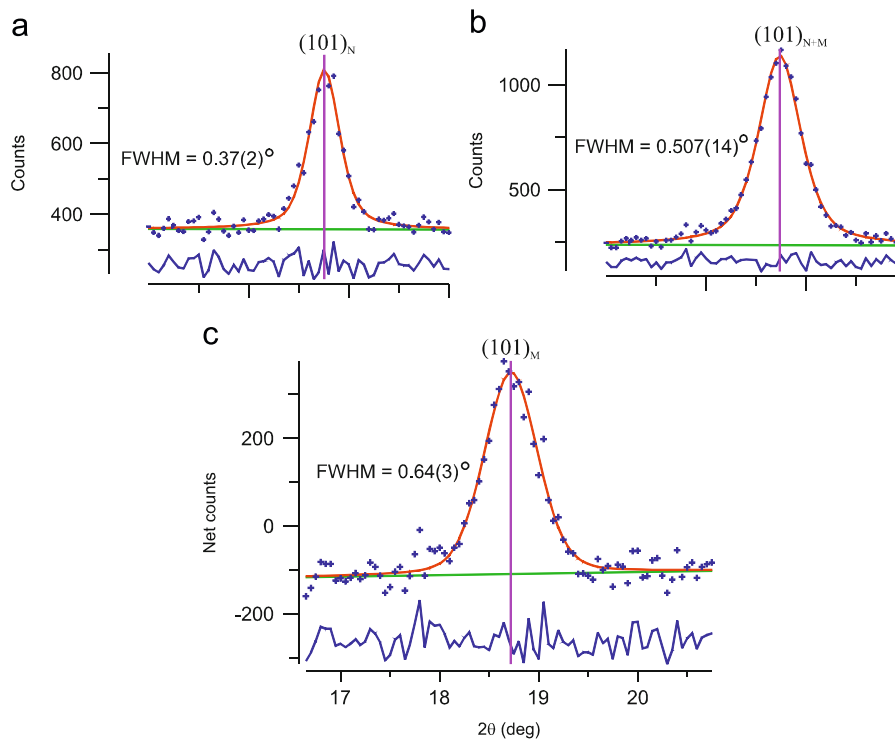 a
(101)N
800
600
400
Counts
FWHM = 0.37(2)°
b
(101)N+M
1000
500
Counts
FWHM = 0.507(14)°
c
(101)M
200
0
-200
Net counts
FWHM = 0.64(3)°
17 18 19 20
2θ (deg)